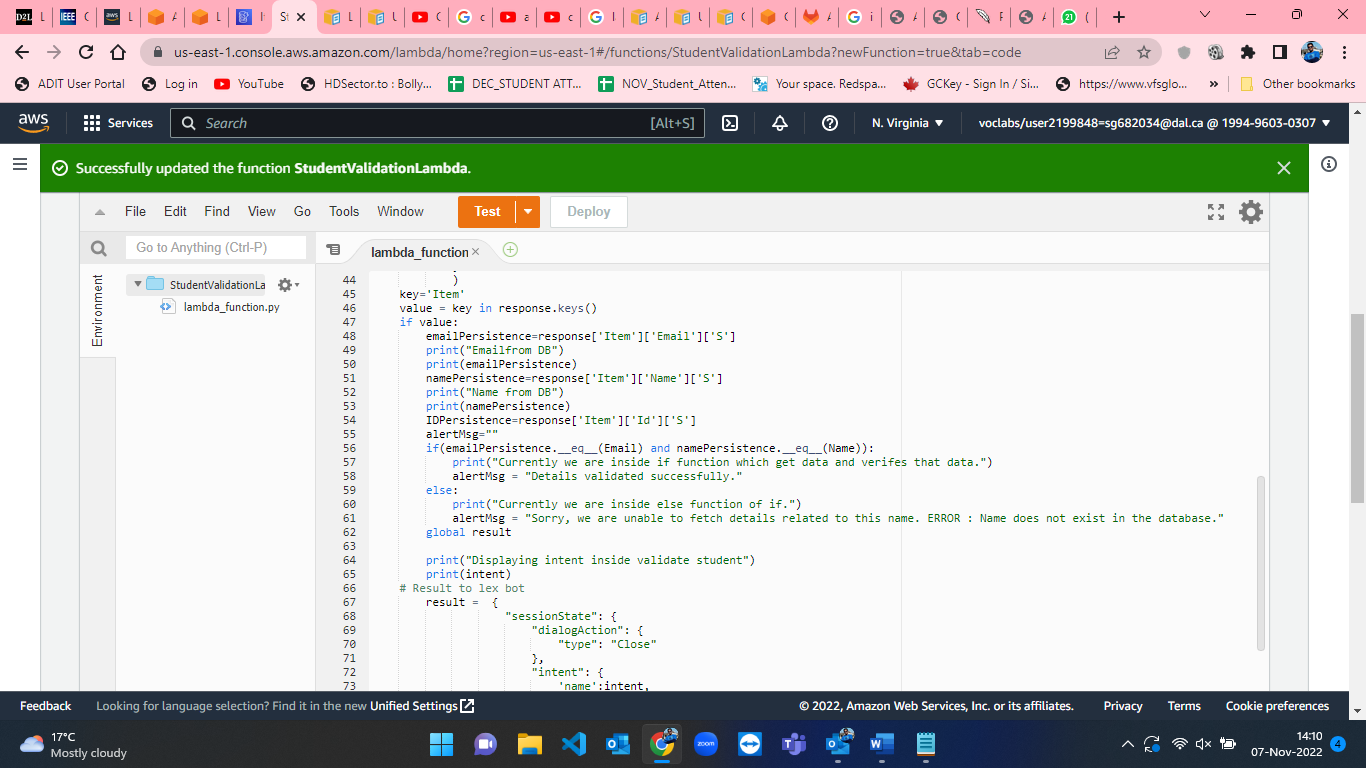 us-east-1.console.aws.amazon.com/lambda/home?region=us-east-1#/functions/StudentValidationLambda?newFunction=true&tab=code
ADIT User Portal
Log in
YouTube
HDSector.to : Bolly...
DEC_STUDENT ATT...
NOV_Student_Atten...
Your space. Redspa...
GCKey - Sign In / Si...
https://www.vfsglo...
»
Other bookmarks
aws
Services
Search
[Alt+S]
N. Virginia
voclabs/user2199848=sg682034@dal.ca @ 1994-9603-0307
Successfully updated the function StudentValidationLambda.
File Edit Find View Go Tools Window
Test
Deploy
Go to Anything (Ctrl-P)
lambda_function
Environment
StudentValidationLa
lambda_function.py
44 )
45 key='Item'
46 value = key in response.keys()
47 if value:
48 emailPersistence=response['Item']['Email']['S']
49 print("Emailfrom DB")
50 print(emailPersistence)
51 namePersistence=response['Item']['Name']['S']
52 print("Name from DB")
53 print(namePersistence)
54 IDPersistence=response['Item']['Id']['S']
55 alertMsg=""
56 if(emailPersistence.__eq__(Email) and namePersistence.__eq__(Name)):
57 print("Currently we are inside if function which get data and verifes that data.")
58 alertMsg = "Details validated successfully."
59 else:
60 print("Currently we are inside else function of if.")
61 alertMsg = "Sorry, we are unable to fetch details related to this name. ERROR : Name does not exist in the database."
62 global result
63
64 print("Displaying intent inside validate student")
65 print(intent)
66 # Result to lex bot
67 result = {
68 "sessionState": {
69 "dialogAction": {
70 "type": "Close"
71 },
72 "intent": {
73 'name':intent,
Feedback
Looking for language selection? Find it in the new Unified Settings
© 2022, Amazon Web Services, Inc. or its affiliates.
Privacy
Terms
Cookie preferences
17°C
Mostly cloudy
zoom
14:10
07-Nov-2022
4